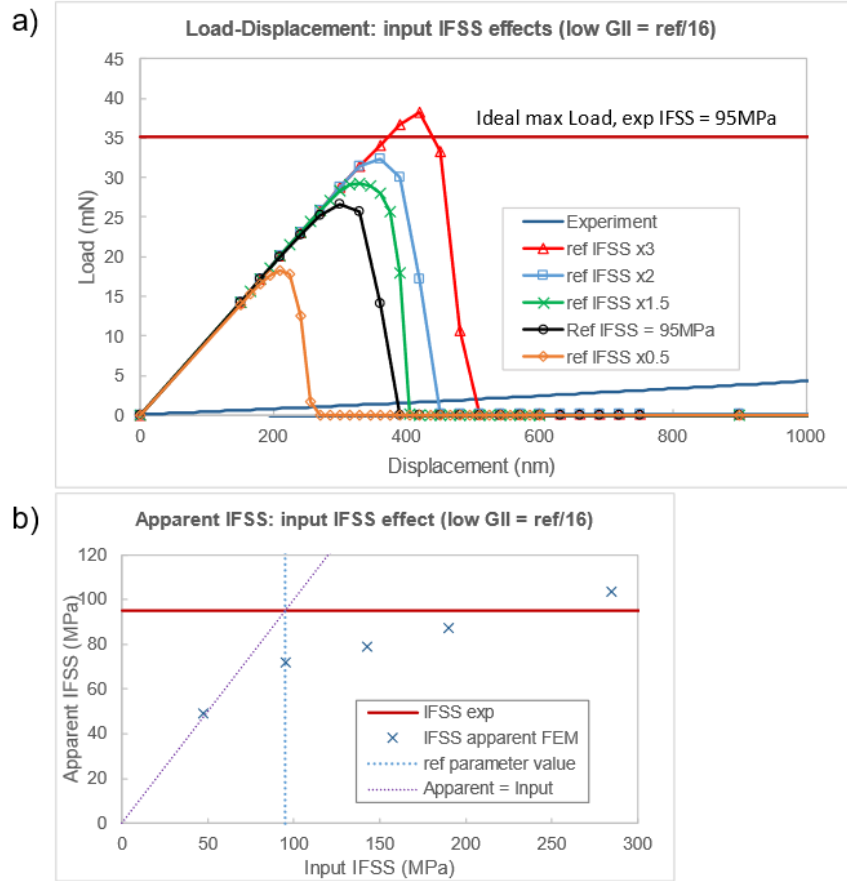 a)
Load-Displacement: input IFSS effects (low GII = ref/16)
45
40
35
30
25
20
15
10
5
0
Load (mN)
Ideal max Load, exp IFSS = 95MPa
Experiment
ref IFSS x3
ref IFSS x2
ref IFSS x1.5
Ref IFSS = 95MPa
ref IFSS x0.5
0 200 400 600 800 1000
Displacement (nm)
b)
Apparent IFSS: input IFSS effect (low GII = ref/16)
120
100
80
60
40
20
0
Apparent IFSS (MPa)
IFSS exp
IFSS apparent FEM
ref parameter value
Apparent = Input
0 50 100 150 200 250 300
Input IFSS (MPa)